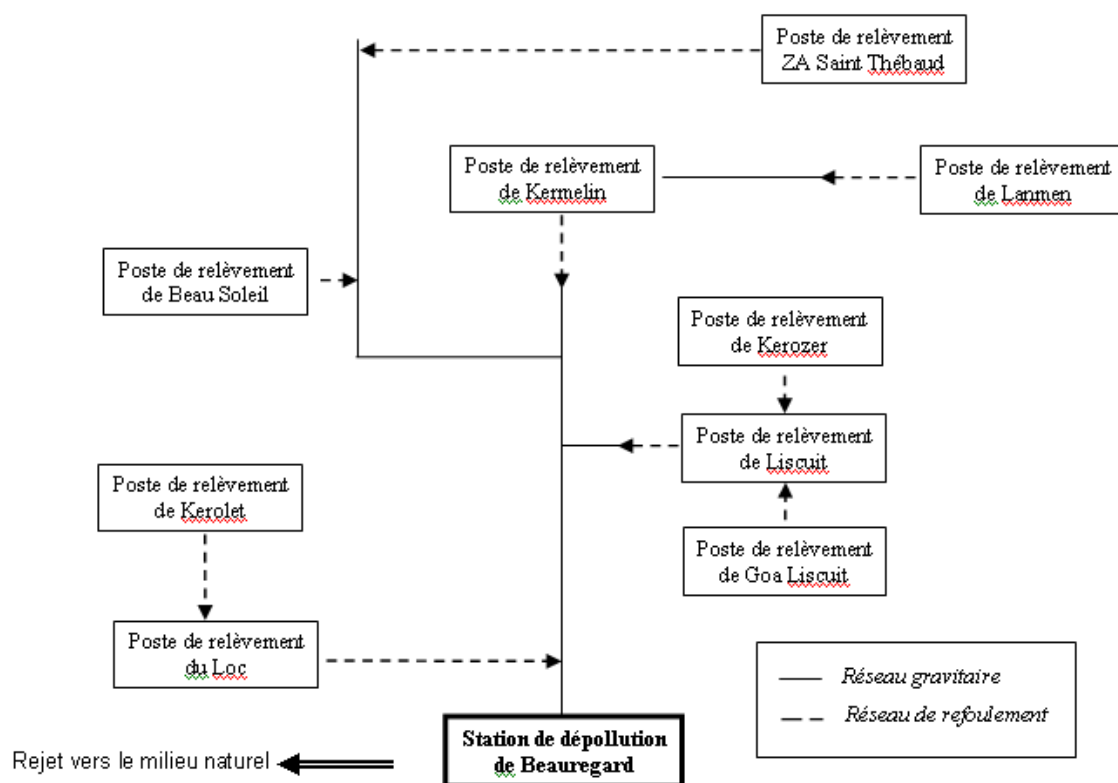 Poste de relèvement
ZA Saint Thébaud
Poste de relèvement
de Kermelin
Poste de relèvement
de Lanmen
Poste de relèvement
de Beau Soleil
Poste de relèvement
de Kerozer
Poste de relèvement
de Liscuit
Poste de relèvement
de Kerolet
Poste de relèvement
de Goa Liscuit
Poste de relèvement
du Loc
Réseau gravitaire
Réseau de refoulement
Station de dépollution
de Beauregard
Rejet vers le milieu naturel